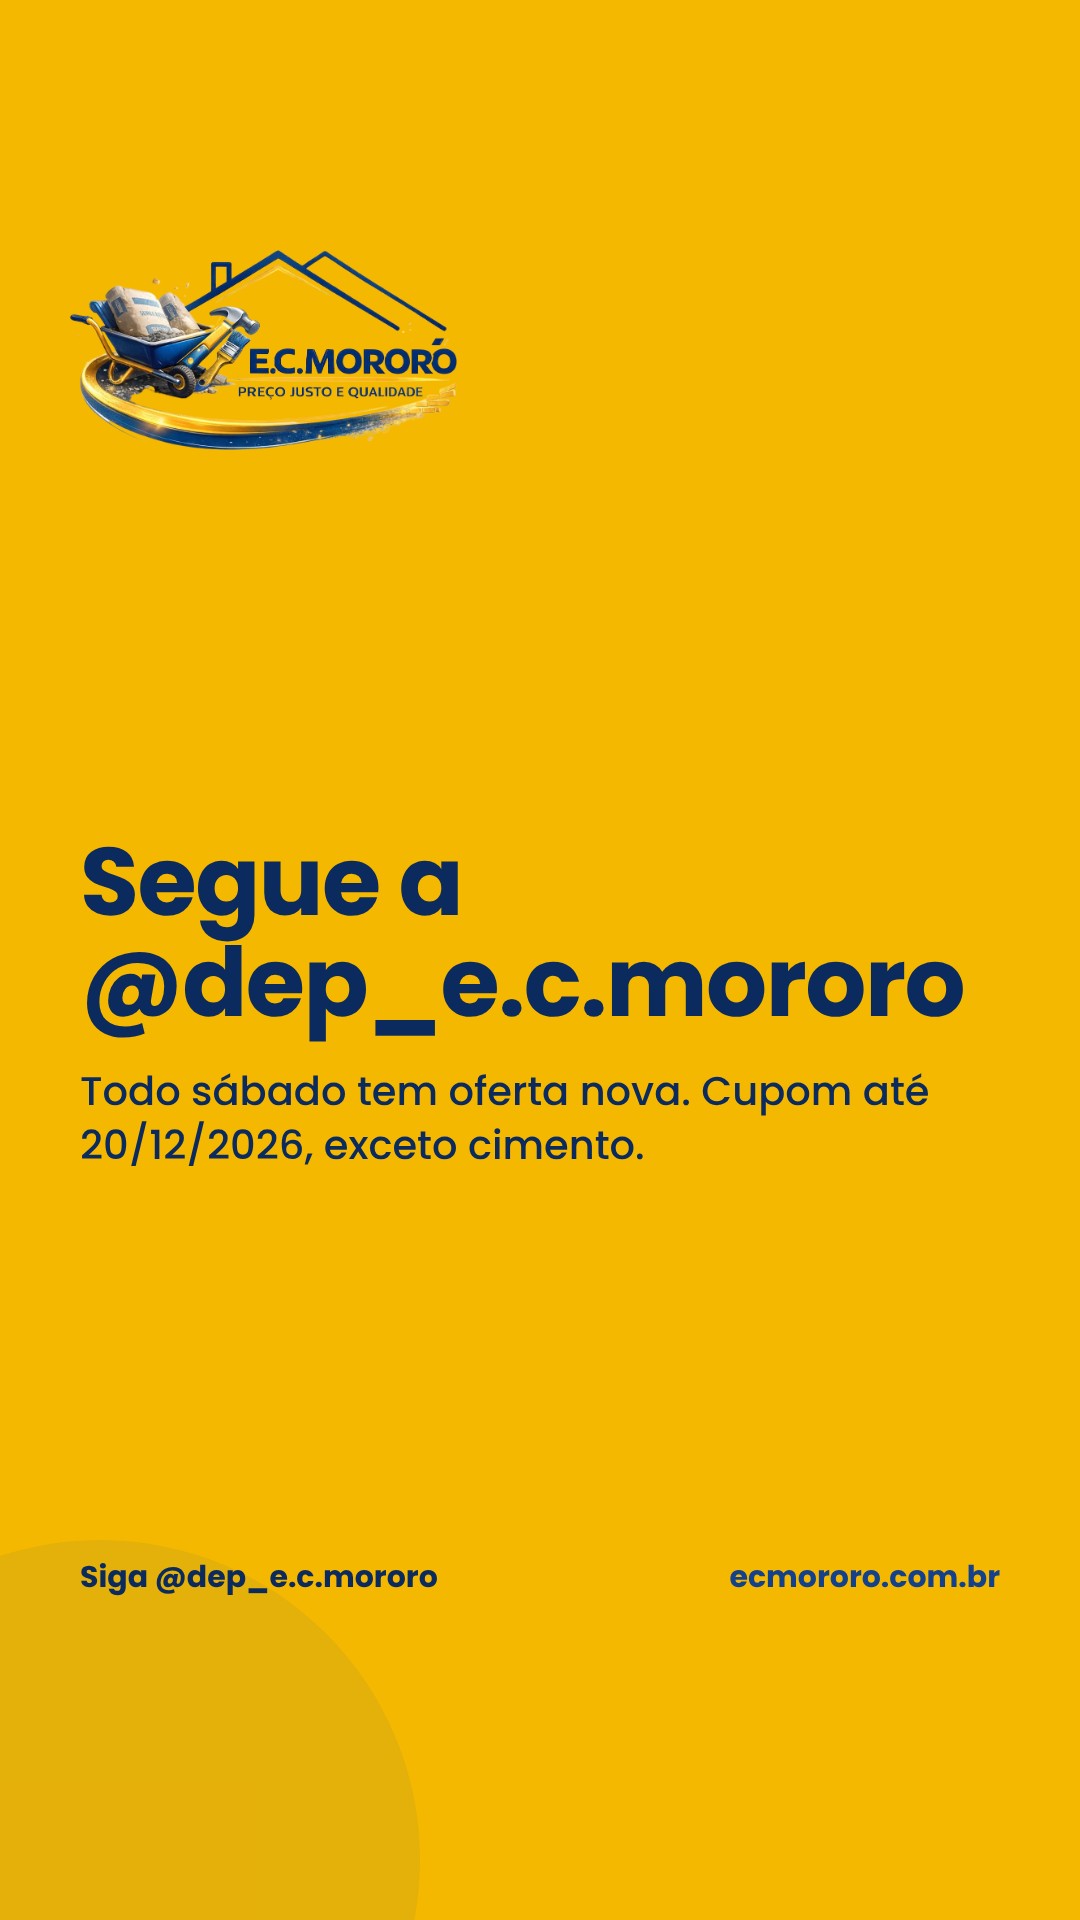 E.C.MORORÓ
PREÇO JUSTO E QUALIDADE
Segue a
@dep_e.c.mororo
Todo sábado tem oferta nova. Cupom até
20/12/2026, exceto cimento.
Siga @dep_e.c.mororo
ecmororo.com.br